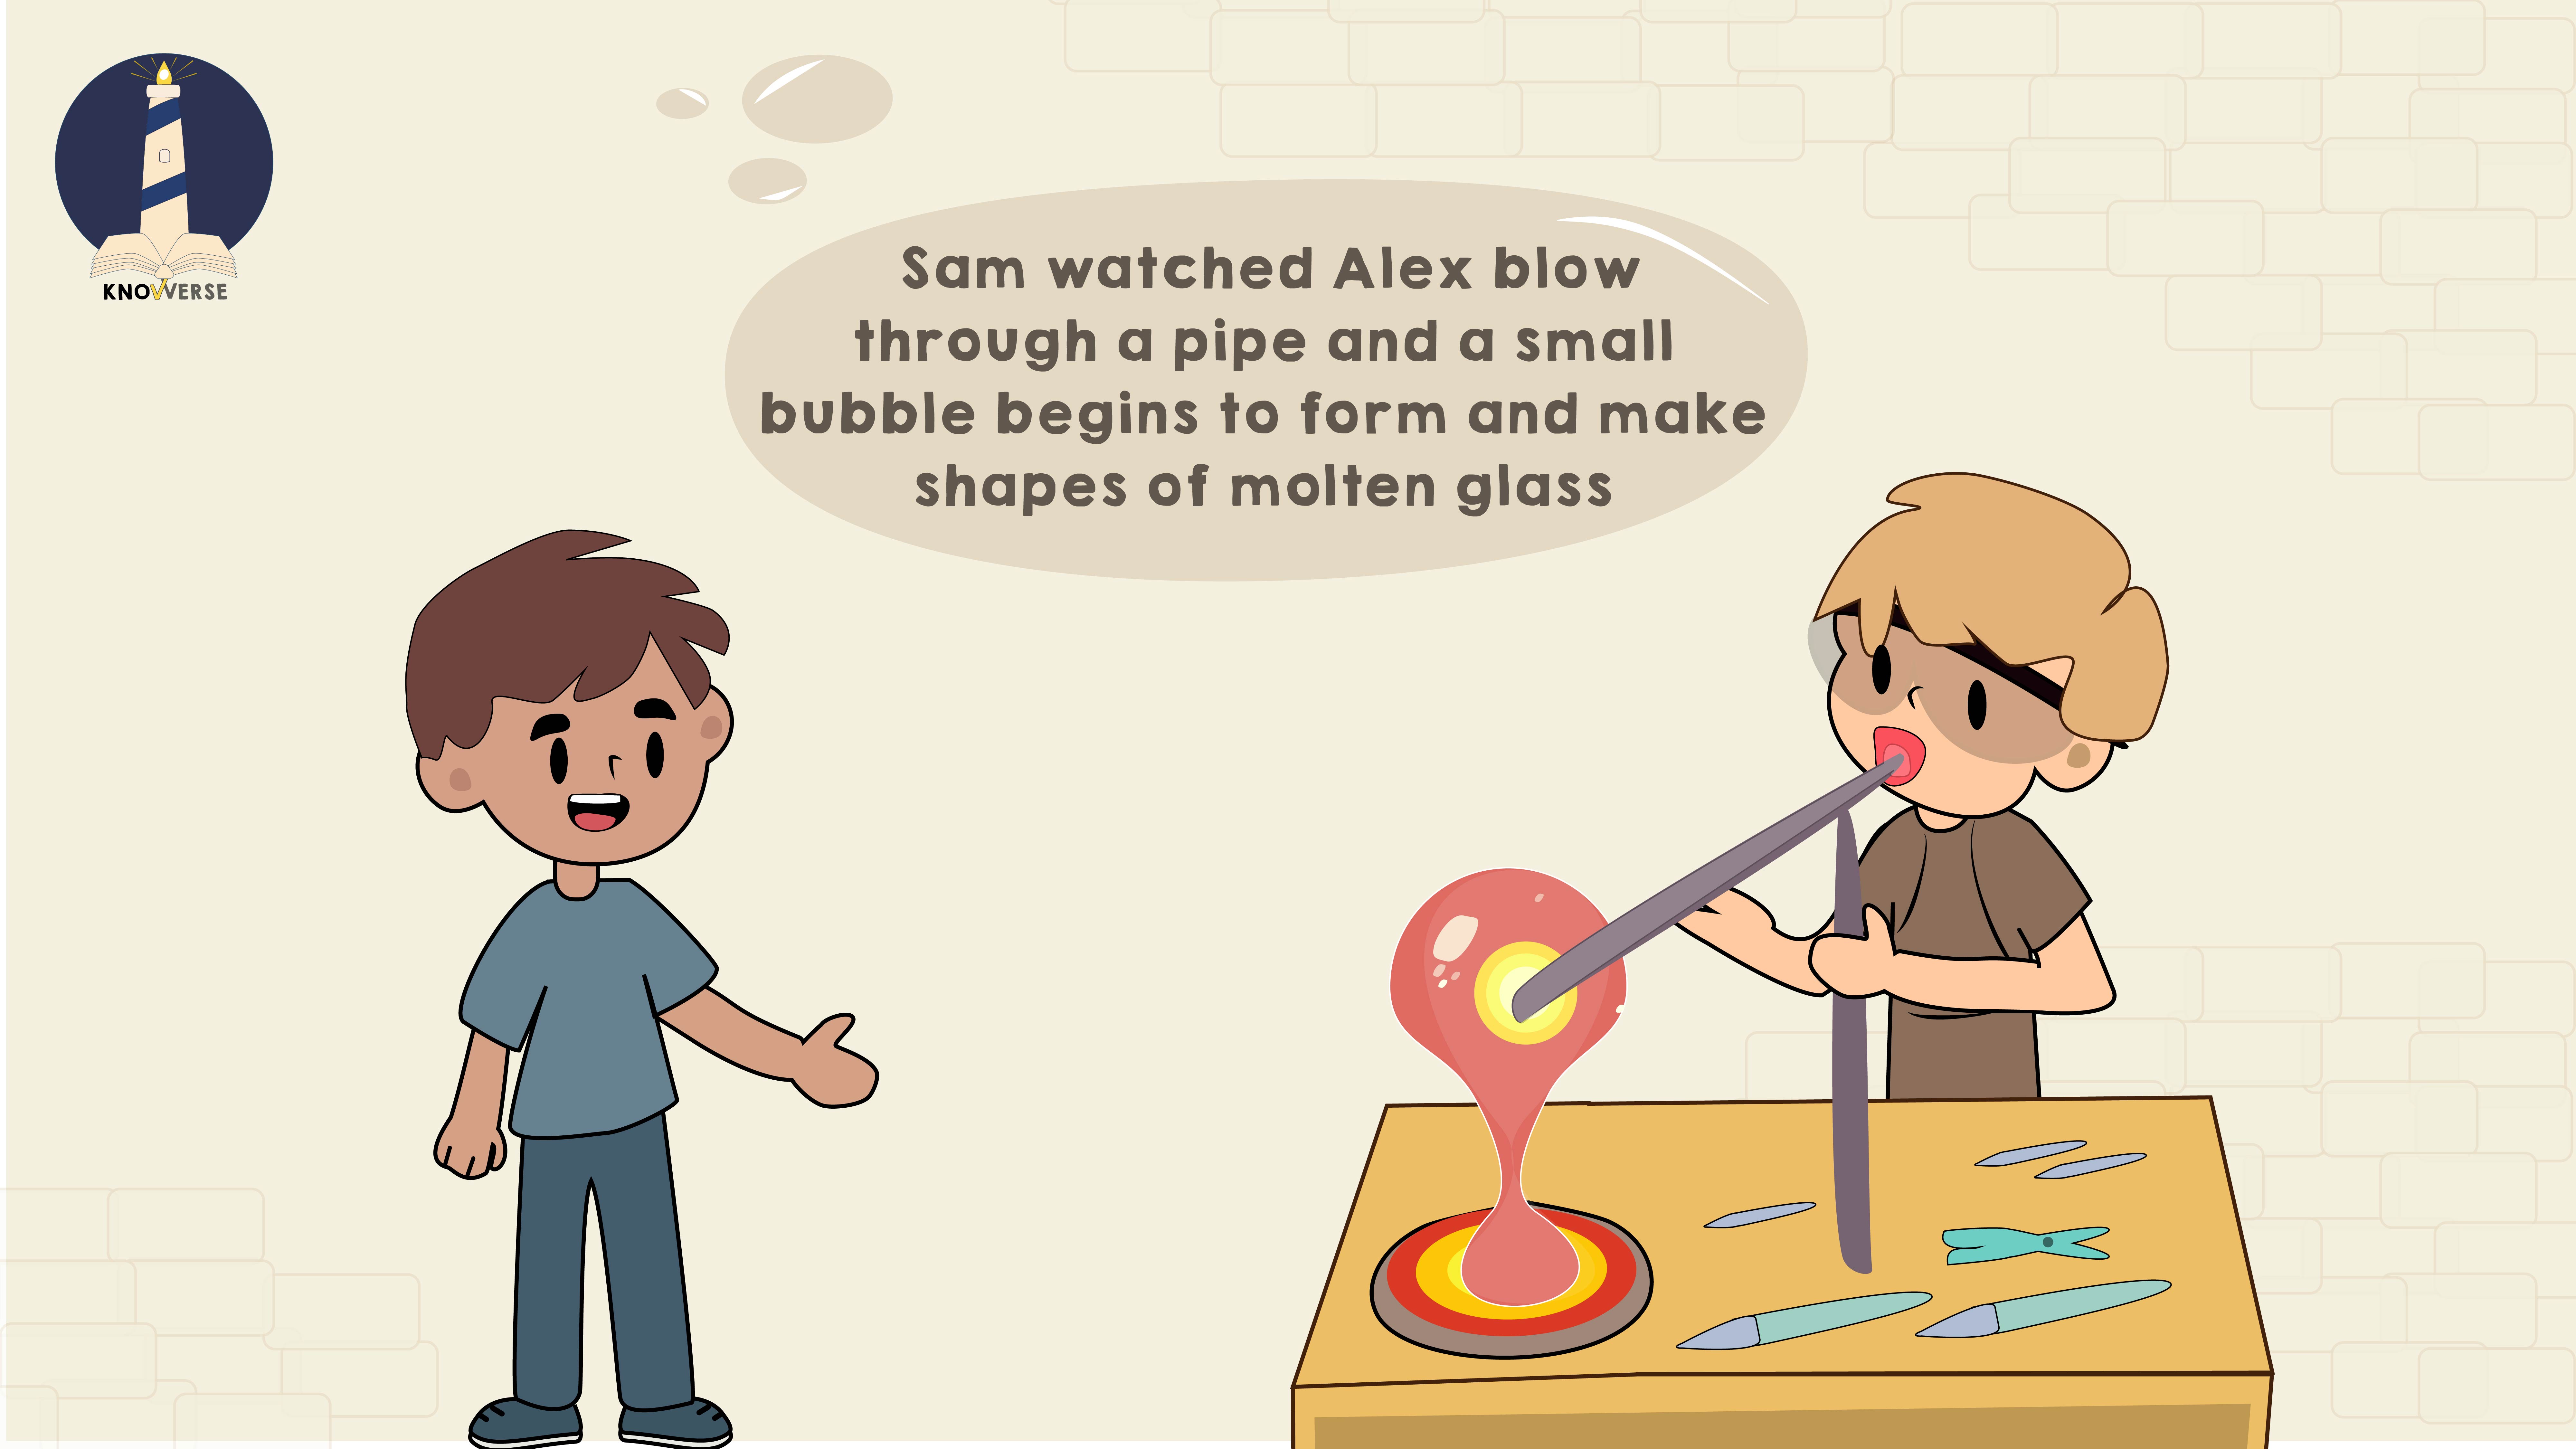 KNOWVERSE
Sam watched Alex blow
through a pipe and a small
bubble begins to form and make
shapes of molten glass